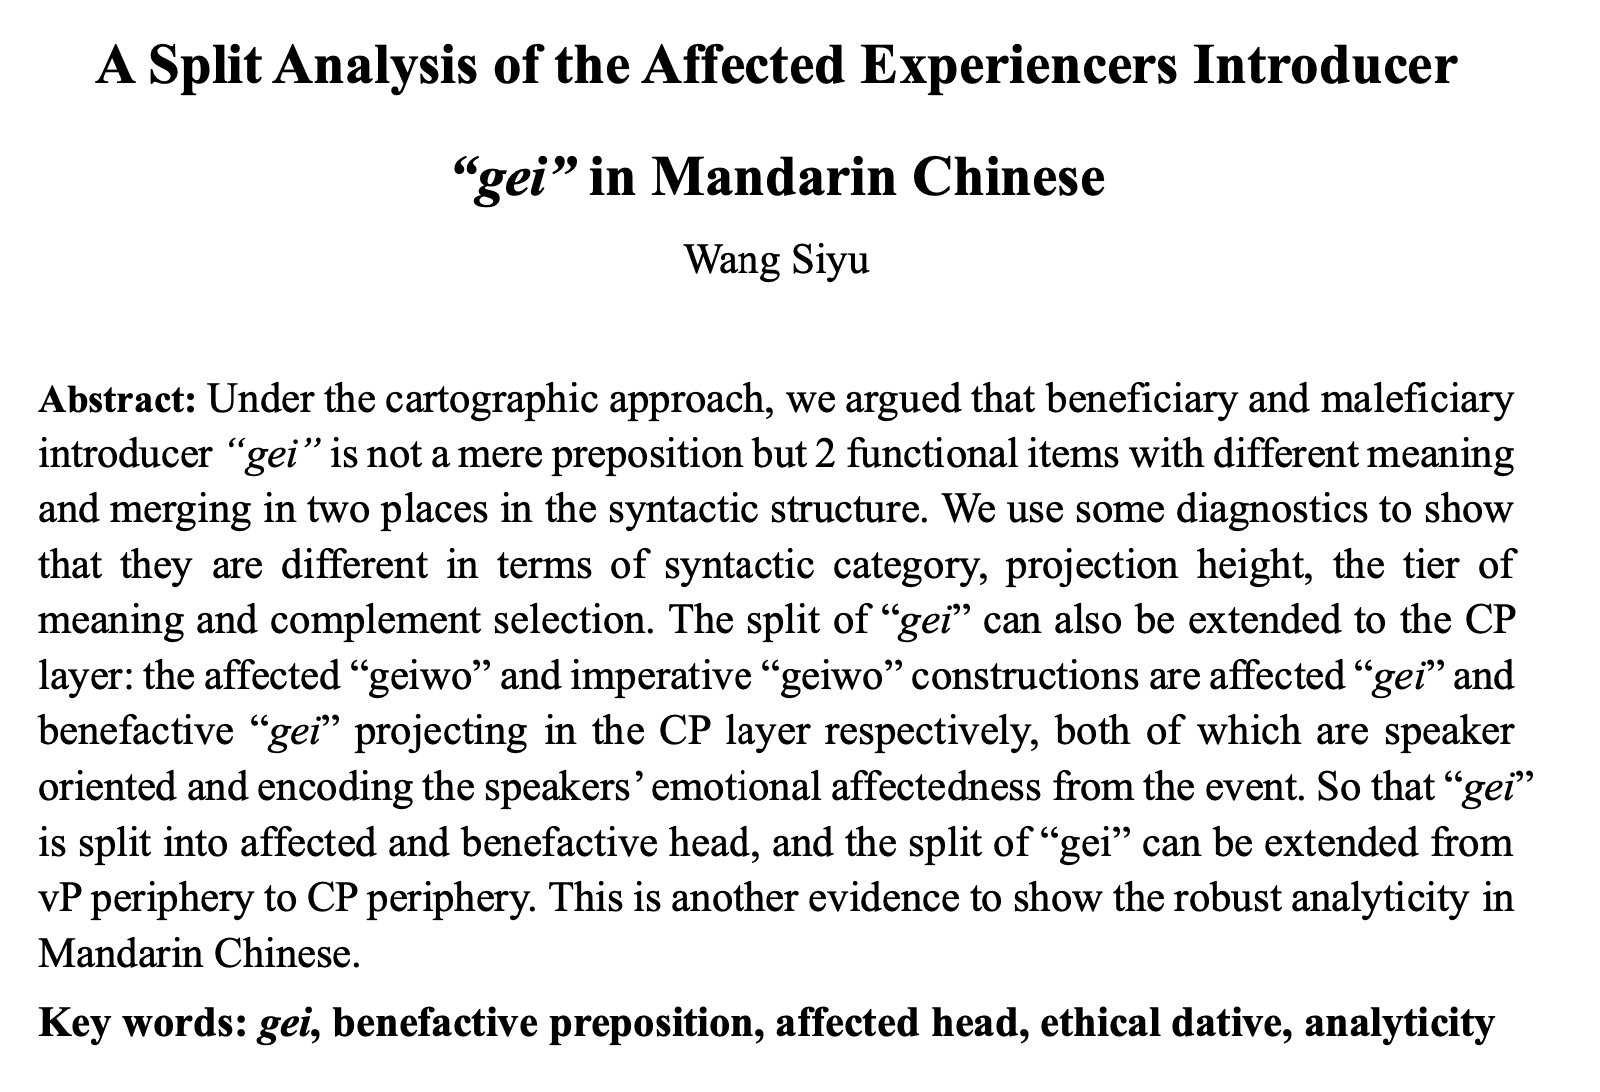 A Split Analysis of the Affected Experiencers Introducer
“gei” in Mandarin Chinese
Wang Siyu
Abstract: Under the cartographic approach, we argued that beneficiary and maleficiary
introducer “gei” is not a mere preposition but 2 functional items with different meaning
and merging in two places in the syntactic structure. We use some diagnostics to show
that they are different in terms of syntactic category, projection height, the tier of
meaning and complement selection. The split of “gei” can also be extended to the CP
layer: the affected “geiwo” and imperative “geiwo” constructions are affected “gei” and
benefactive “gei” projecting in the CP layer respectively, both of which are speaker
oriented and encoding the speakers’ emotional affectedness from the event. So that “gei”
is split into affected and benefactive head, and the split of “gei” can be extended from
vP periphery to CP periphery. This is another evidence to show the robust analyticity in
Mandarin Chinese.
Key words: gei, benefactive preposition, affected head, ethical dative, analyticity